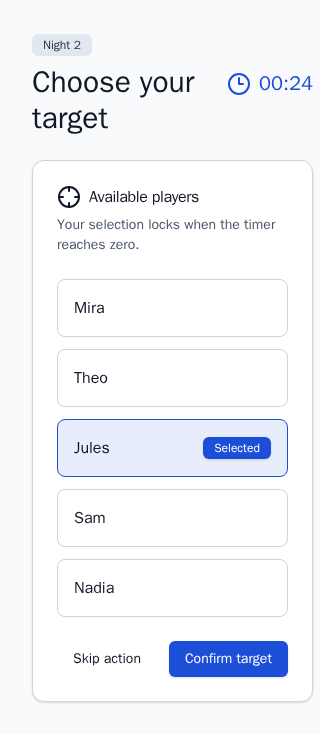 Night 2
Choose your
target
00:24
Available players
Your selection locks when the timer
reaches zero.
Mira
Theo
Jules
Selected
Sam
Nadia
Skip action
Confirm target